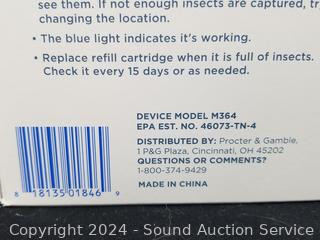 see them. If not enough insects are captured, try
changing the location.
• The blue light indicates it's working.
• Replace refill cartridge when it is full of insects.
Check it every 15 days or as needed.
DEVICE MODEL M364
EPA EST. NO. 46073-TN-4
DISTRIBUTED BY: Procter & Gamble,
1 P&G Plaza, Cincinnati, OH 45202
QUESTIONS OR COMMENTS?
1-800-374-9429
MADE IN CHINA
8 18135 01846 9
Copyright 2024 - Sound Auction Service